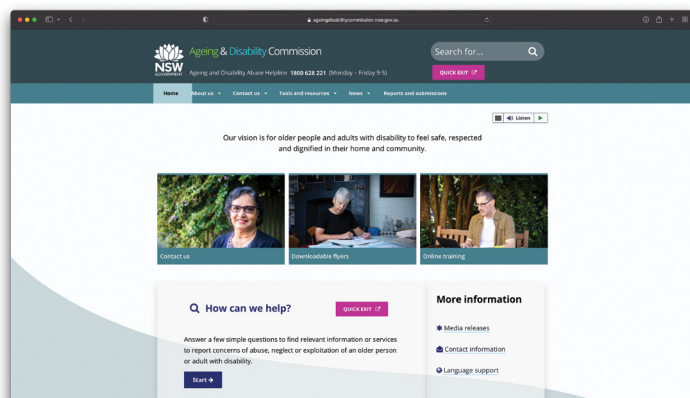 ageingdisabilitycommission.nsw.gov.au
NSW
GOVERNMENT
Ageing & Disability Commission
Search for...
Ageing and Disability Abuse Helpline 1800 628 221 (Monday - Friday 9-5)
QUICK EXIT
Home About us Contact us Tools and resources News Reports and submissions
Listen
Our vision is for older people and adults with disability to feel safe, respected
and dignified in their home and community.
Contact us
Downloadable flyers
Online training
How can we help?
QUICK EXIT
Answer a few simple questions to find relevant information or services
to report concerns of abuse, neglect or exploitation of an older person
or adult with disability.
Start
More information
Media releases
Contact information
Language support